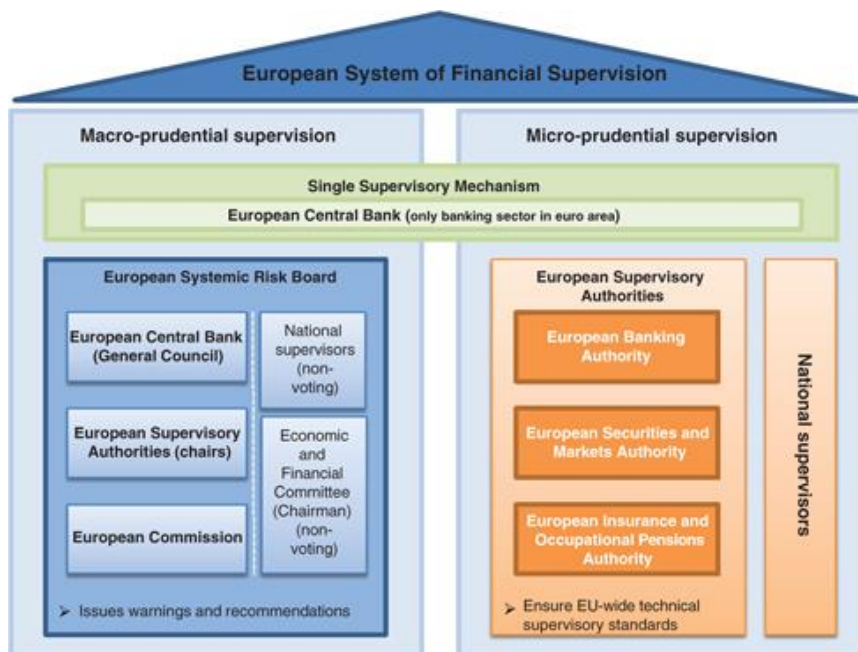 European System of Financial Supervision
Macro-prudential supervision
Micro-prudential supervision
Single Supervisory Mechanism
European Central Bank (only banking sector in euro area)
European Systemic Risk Board
European Central Bank
(General Council)
European Supervisory
Authorities (chairs)
European Commission
National
supervisors
(non-
voting)
Economic
and
Financial
Committee
(Chairman)
(non-
voting)
➢ Issues warnings and recommendations
European Supervisory
Authorities
European Banking
Authority
European Securities and
Markets Authority
European Insurance and
Occupational Pensions
Authority
➢ Ensure EU-wide technical
supervisory standards
National supervisors